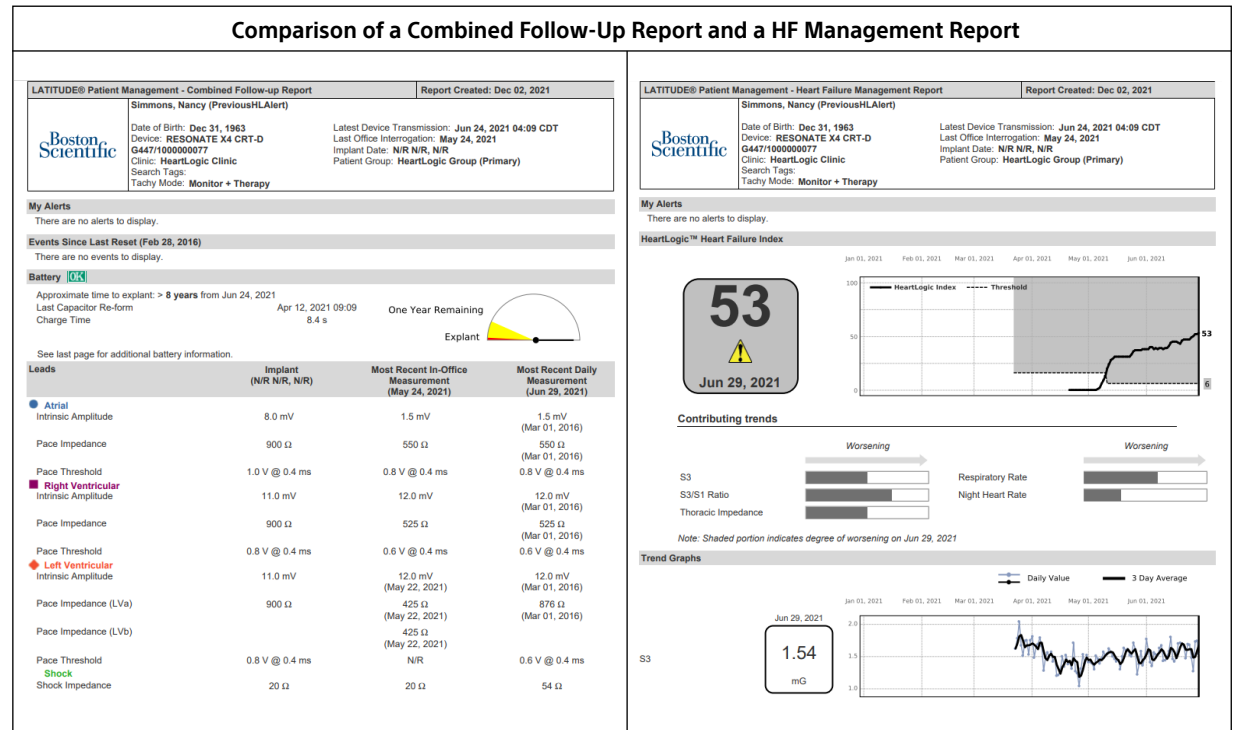 Comparison of a Combined Follow-Up Report and a HF Management Report
LATITUDE® Patient Management - Combined Follow-up Report Report Created: Dec 02, 2021
Simmons, Nancy (PreviousHLAlert)
Boston Scientific
Date of Birth: Dec 31, 1963 Latest Device Transmission: Jun 24, 2021 04:09 CDT
Device: RESONATE X4 CRT-D Last Office Interrogation: May 24, 2021
G447/1000000077 Implant Date: N/R N/R, N/R
Clinic: HeartLogic Clinic Patient Group: HeartLogic Group (Primary)
Search Tags:
Tachy Mode: Monitor + Therapy
My Alerts
There are no alerts to display.
Events Since Last Reset (Feb 28, 2016)
There are no events to display.
Battery OK
Approximate time to explant: > 8 years from Jun 24, 2021
Last Capacitor Re-form Apr 12, 2021 09:09
Charge Time 8.4 s
One Year Remaining
Explant
See last page for additional battery information.
Leads Implant Most Recent In-Office Most Recent Daily
(N/R N/R, N/R) Measurement Measurement
(May 24, 2021) (Jun 29, 2021)
Atrial
Intrinsic Amplitude 8.0 mV 1.5 mV 1.5 mV
(Mar 01, 2016)
Pace Impedance 900 Ω 550 Ω 550 Ω
(Mar 01, 2016)
Pace Threshold 1.0 V @ 0.4 ms 0.8 V @ 0.4 ms 0.8 V @ 0.4 ms
Right Ventricular
Intrinsic Amplitude 11.0 mV 12.0 mV 12.0 mV
(Mar 01, 2016)
Pace Impedance 900 Ω 525 Ω 525 Ω
(Mar 01, 2016)
Pace Threshold 0.8 V @ 0.4 ms 0.6 V @ 0.4 ms 0.6 V @ 0.4 ms
Left Ventricular
Intrinsic Amplitude 11.0 mV 12.0 mV 12.0 mV
(May 22, 2021) (Mar 01, 2016)
Pace Impedance (LVa) 900 Ω 425 Ω 876 Ω
(May 22, 2021) (Mar 01, 2016)
Pace Impedance (LVb) 425 Ω
(May 22, 2021)
Pace Threshold 0.8 V @ 0.4 ms N/R 0.6 V @ 0.4 ms
Shock
Shock Impedance 20 Ω 20 Ω 54 Ω
LATITUDE® Patient Management - Heart Failure Management Report Report Created: Dec 02, 2021
Simmons, Nancy (PreviousHLAlert)
Boston Scientific
Date of Birth: Dec 31, 1963 Latest Device Transmission: Jun 24, 2021 04:09 CDT
Device: RESONATE X4 CRT-D Last Office Interrogation: May 24, 2021
G447/1000000077 Implant Date: N/R N/R, N/R
Clinic: HeartLogic Clinic Patient Group: HeartLogic Group (Primary)
Search Tags:
Tachy Mode: Monitor + Therapy
My Alerts
There are no alerts to display.
HeartLogic™ Heart Failure Index
Jan 01, 2021 Feb 01, 2021 Mar 01, 2021 Apr 01, 2021 May 01, 2021 Jun 01, 2021
53
Jun 29, 2021
100
HeartLogic Index Threshold
50
53
6
0
Contributing trends
Worsening Worsening
S3 Respiratory Rate
S3/S1 Ratio Night Heart Rate
Thoracic Impedance
Note: Shaded portion indicates degree of worsening on Jun 29, 2021
Trend Graphs
Daily Value 3 Day Average
Jan 01, 2021 Feb 01, 2021 Mar 01, 2021 Apr 01, 2021 May 01, 2021 Jun 01, 2021
Jun 29, 2021
S3
1.54
mG
2.0
1.5
1.0